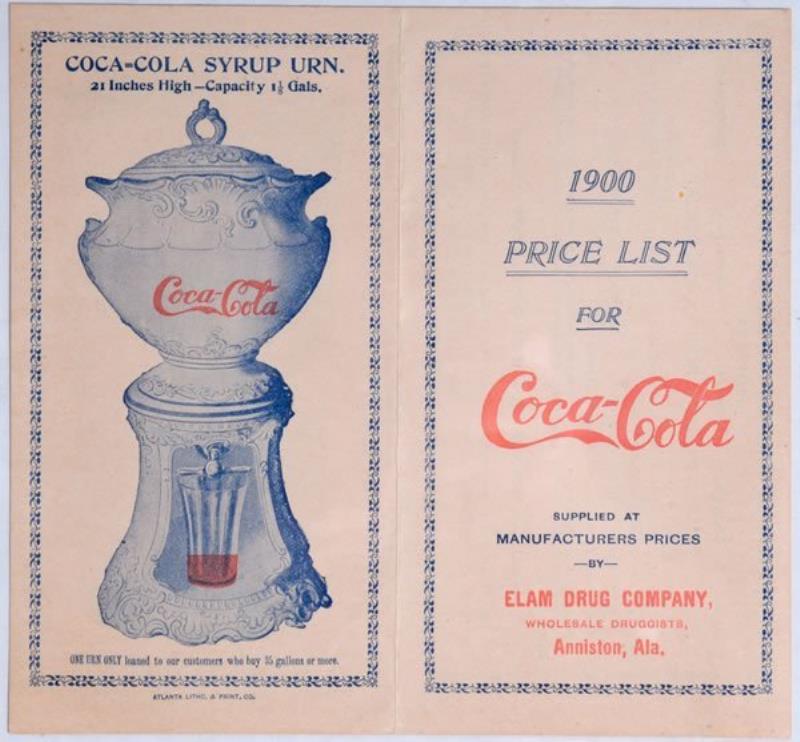 COCA-COLA SYRUP URN.
21 Inches High—Capacity 1½ Gals.
Coca-Cola
ONE URN ONLY loaned to our customers who buy 35 gallons or more.
ATLANTA LITHO. & PRINT, CO.
1900
PRICE LIST
FOR
Coca-Cola
SUPPLIED AT
MANUFACTURERS PRICES
—BY—
ELAM DRUG COMPANY,
WHOLESALE DRUGGISTS,
Anniston, Ala.